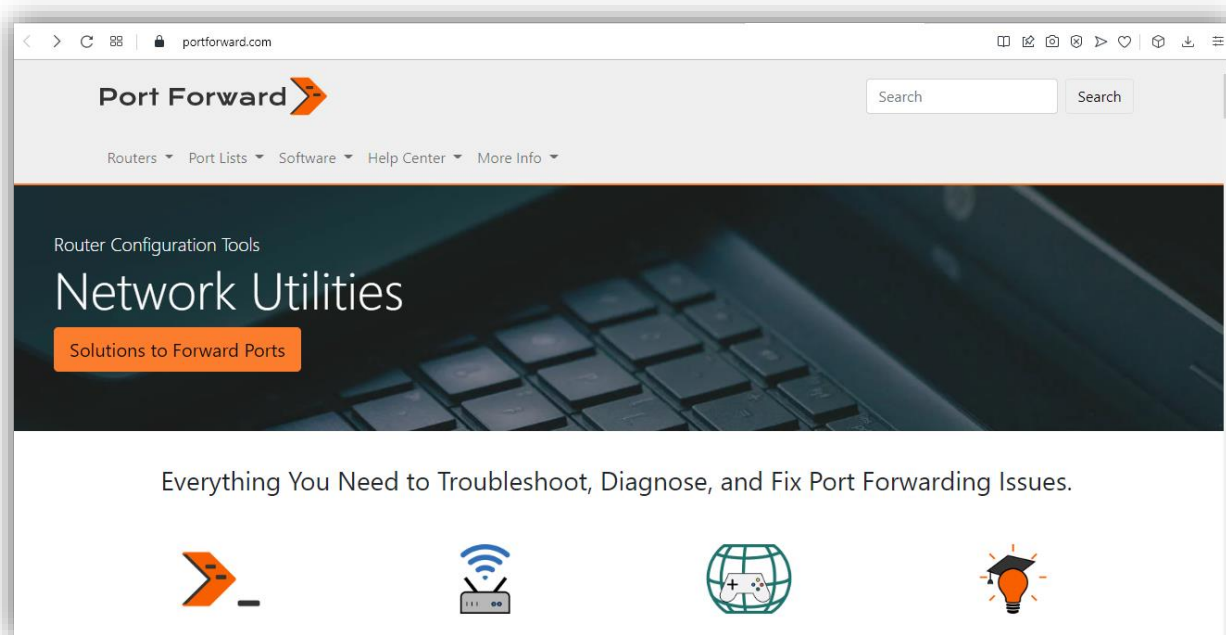 portforward.com
Port Forward
Search
Search
Routers Port Lists Software Help Center More Info
Router Configuration Tools
Network Utilities
Solutions to Forward Ports
Everything You Need to Troubleshoot, Diagnose, and Fix Port Forwarding Issues.